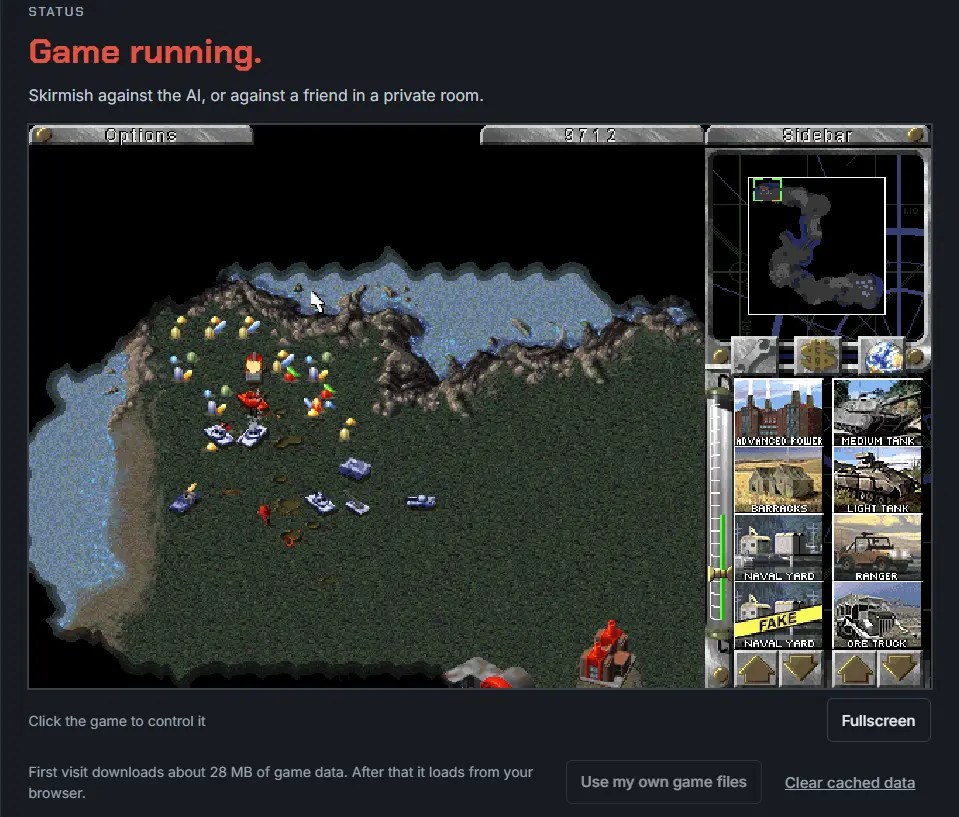 STATUS
Game running.
Skirmish against the AI, or against a friend in a private room.
Options
9712
Sidebar
ADVANCED POWER
MEDIUM TANK
BARRACKS
LIGHT TANK
NAVAL YARD
RANGER
FAKE
NAVAL YARD
ORE TRUCK
Click the game to control it
Fullscreen
First visit downloads about 28 MB of game data. After that it loads from your
browser.
Use my own game files
Clear cached data